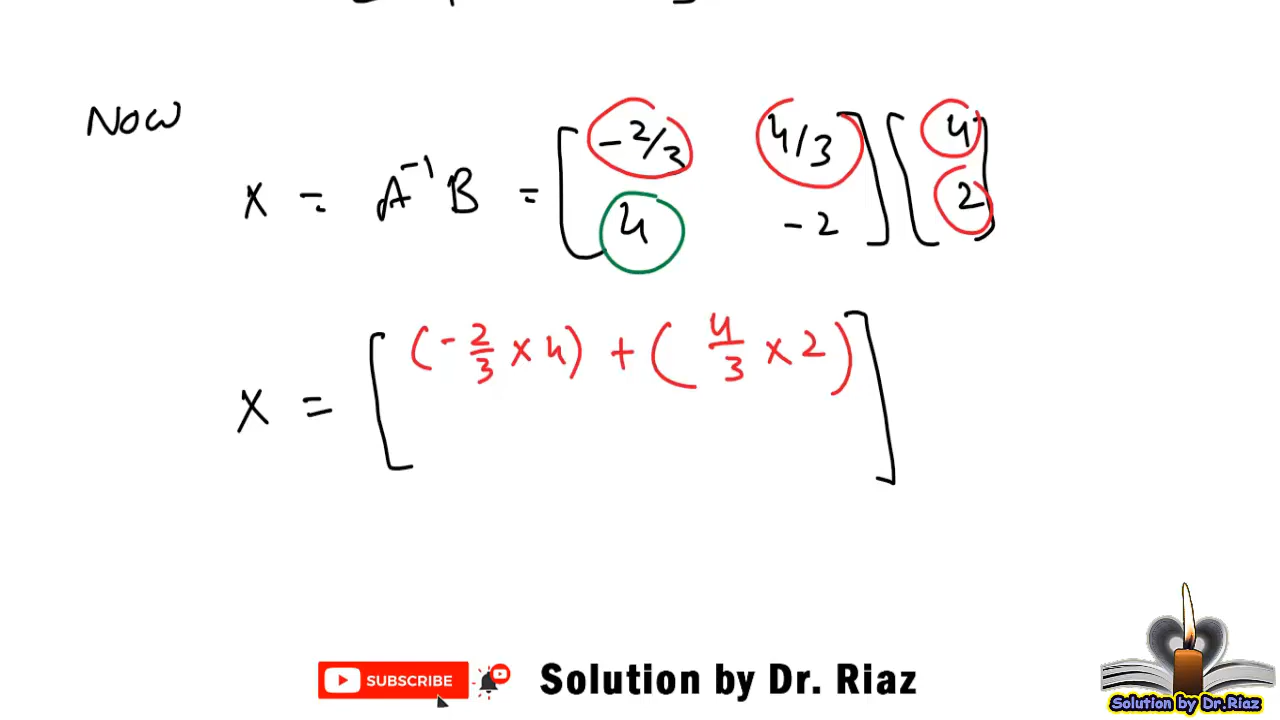 Now
X = A⁻¹B = [ -2/3 4/3 ] [ 4 ]
[ 4 -2 ] [ 2 ]
X = [ (-2/3 × 4) + (4/3 × 2) ]
SUBSCRIBE
Solution by Dr. Riaz
Solution by Dr.Riaz